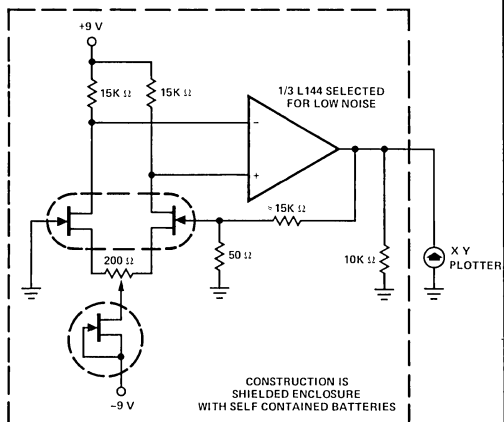 +9 V
15K Ω
15K Ω
1/3 L144 SELECTED
FOR LOW NOISE
−
+
≈15K Ω
200 Ω
50 Ω
10K Ω
X Y
PLOTTER
−9 V
CONSTRUCTION IS
SHIELDED ENCLOSURE
WITH SELF CONTAINED BATTERIES